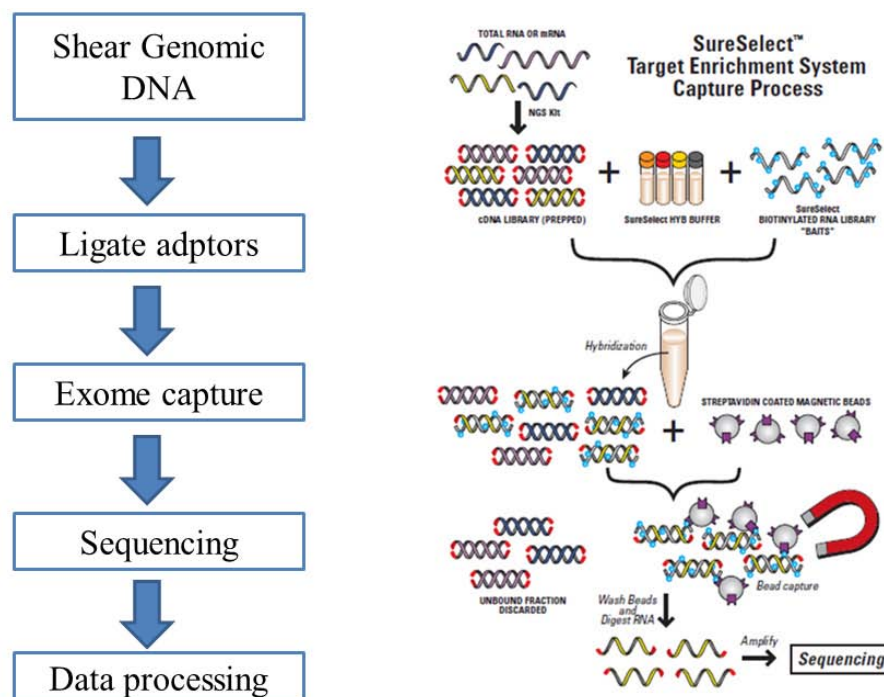 Shear Genomic
DNA
Ligate adptors
Exome capture
Sequencing
Data processing
SureSelect™
Target Enrichment System
Capture Process
TOTAL RNA OR mRNA
NGS Kit
cDNA LIBRARY (PREPPED)
SureSelect HYB BUFFER
SureSelect
BIOTINYLATED RNA LIBRARY
"BAITS"
Hybridization
STREPTAVIDIN COATED MAGNETIC BEADS
UNBOUND FRACTION
DISCARDED
Bead capture
Wash Beads
and
Digest RNA
Amplify
Sequencing